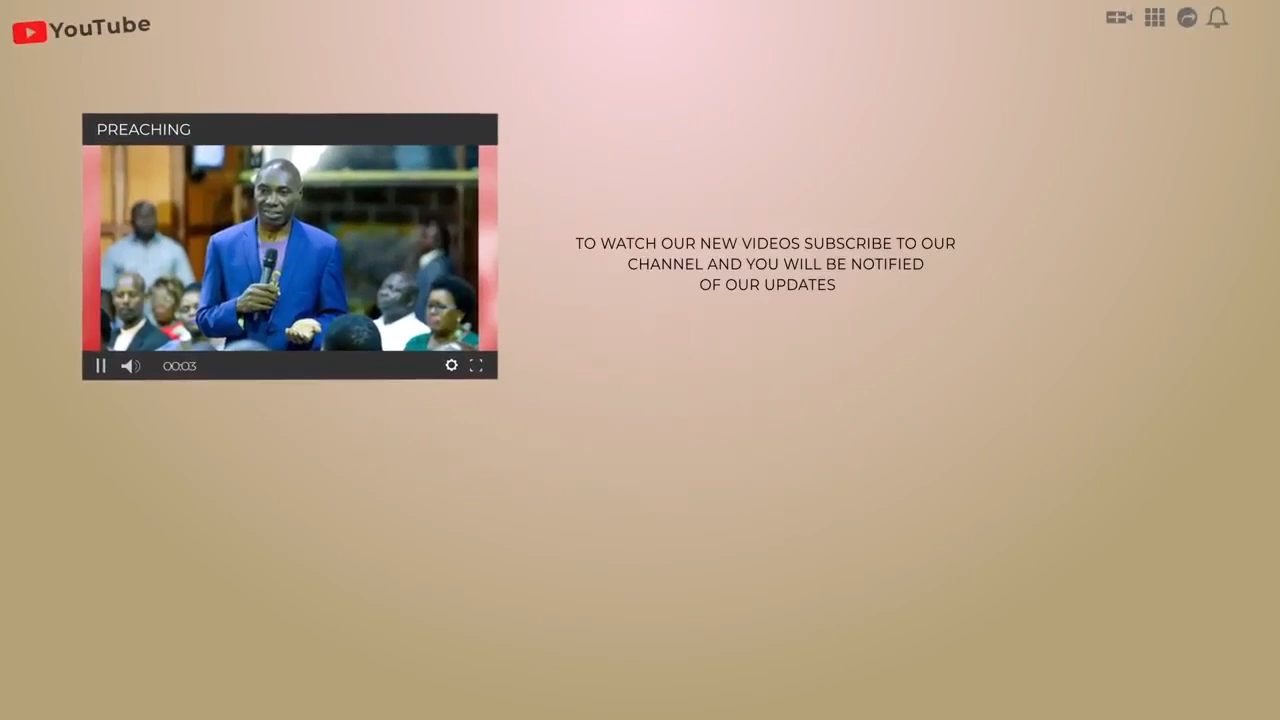 YouTube
PREACHING
TO WATCH OUR NEW VIDEOS SUBSCRIBE TO OUR
CHANNEL AND YOU WILL BE NOTIFIED
OF OUR UPDATES
00:03